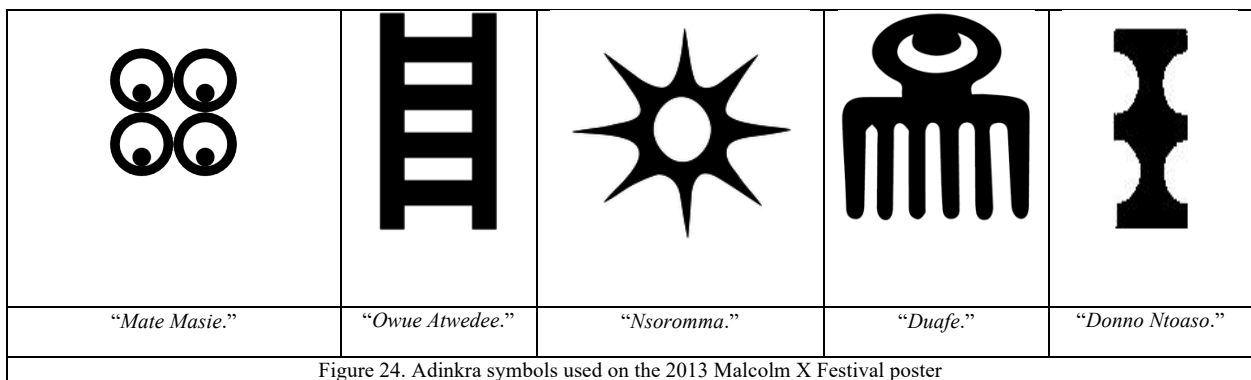 “Mate Masie.” “Owue Atwedee.” “Nsoromma.” “Duafe.” “Donno Ntoaso.”
Figure 24. Adinkra symbols used on the 2013 Malcolm X Festival poster